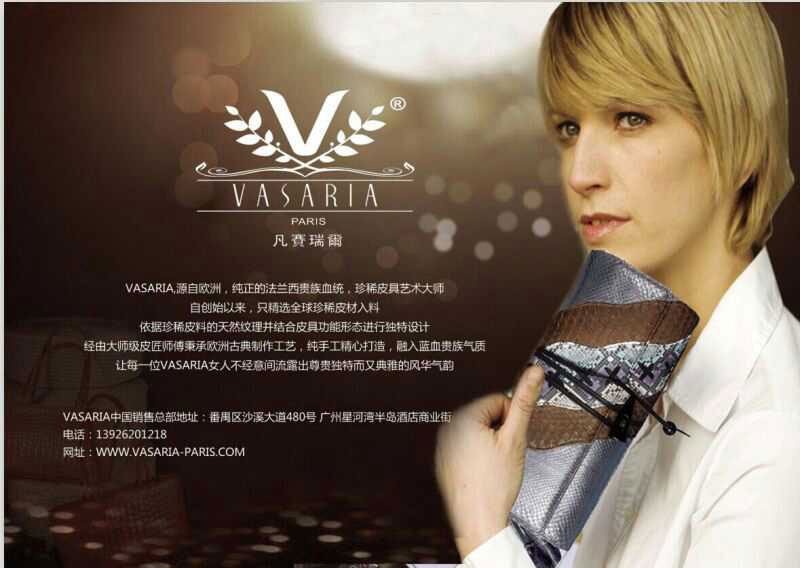 V®
VASARIA
PARIS
凡賽瑞爾
VASARIA,源自欧洲，纯正的法兰西贵族血统，珍稀皮具艺术大师
自创始以来，只精选全球珍稀皮材入料
依据珍稀皮料的天然纹理并结合皮具功能形态进行独特设计
经由大师级皮匠师傅秉承欧洲古典制作工艺，纯手工精心打造，融入蓝血贵族气质
让每一位VASARIA女人不经意间流露出尊贵独特而又典雅的风华气韵
VASARIA中国销售总部地址：番禺区沙溪大道480号 广州星河湾半岛酒店商业街
电话：13926201218
网址：WWW.VASARIA-PARIS.COM